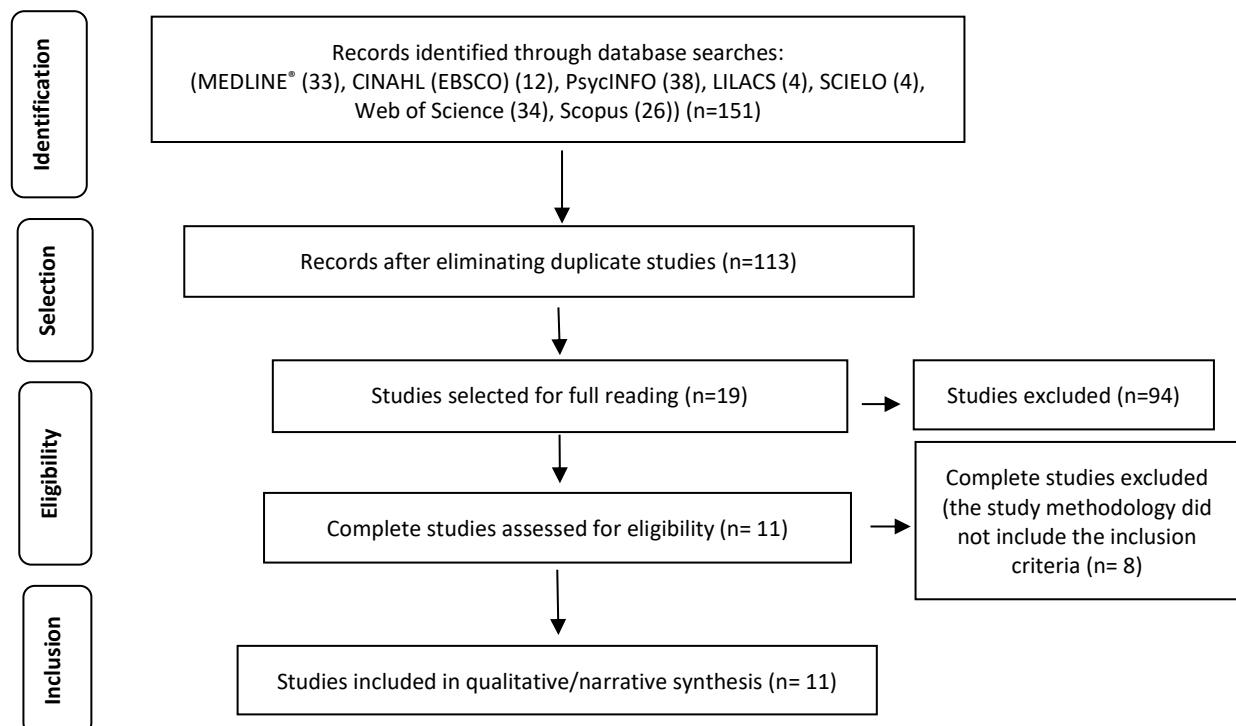 Identification
Records identified through database searches:
(MEDLINE® (33), CINAHL (EBSCO) (12), PsycINFO (38), LILACS (4), SCIELO (4),
Web of Science (34), Scopus (26)) (n=151)
Selection
Records after eliminating duplicate studies (n=113)
Eligibility
Studies selected for full reading (n=19)
Studies excluded (n=94)
Complete studies assessed for eligibility (n= 11)
Complete studies excluded
(the study methodology did
not include the inclusion
criteria (n= 8)
Inclusion
Studies included in qualitative/narrative synthesis (n= 11)